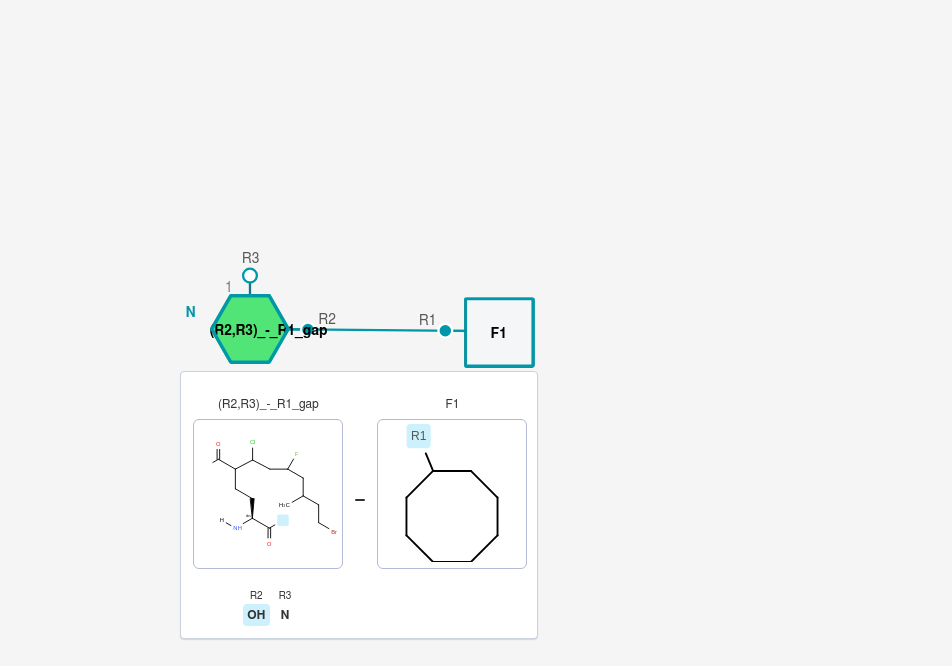 R3
1
N
(R2,R3)_-_R1_gap
R2
R1
F1
(R2,R3)_-_R1_gap
F1
O
Cl
F
H₃C
H
NH
O
Br
R1
–
R2 R3
OH N